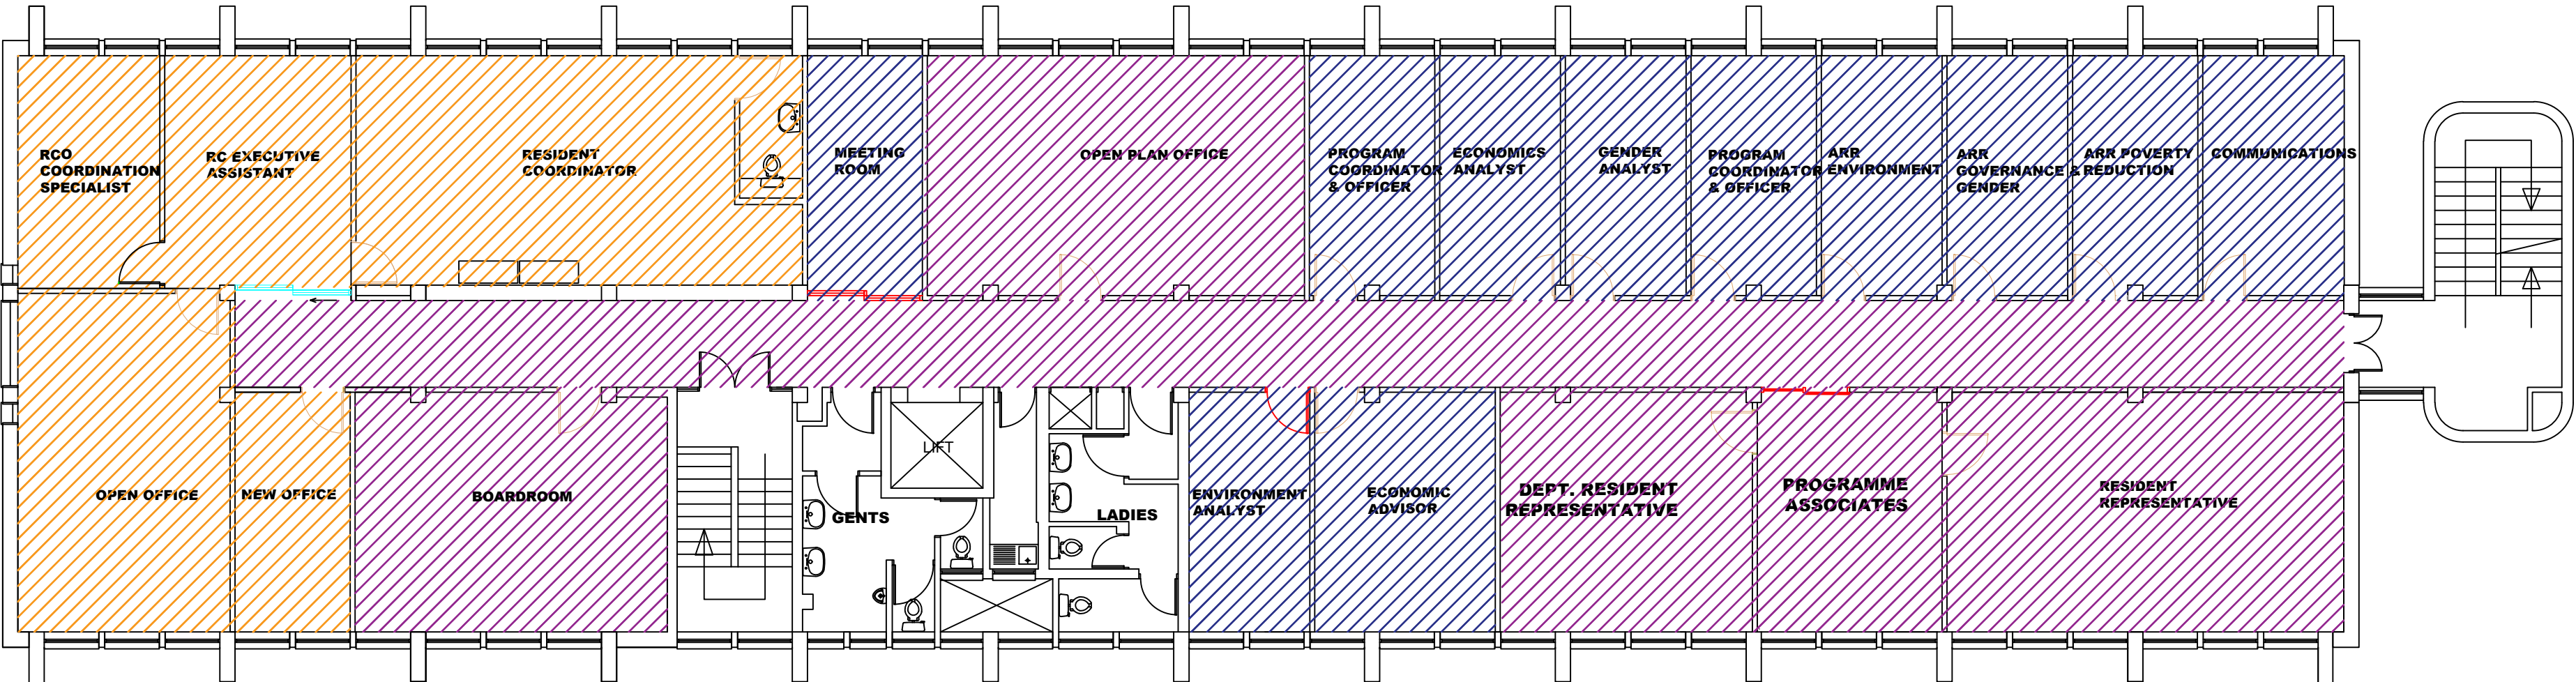 RCO
COORDINATION
SPECIALIST
RC EXECUTIVE
ASSISTANT
RESIDENT
COORDINATOR
MEETING
ROOM
OPEN PLAN OFFICE
PROGRAM
COORDINATOR
& OFFICER
ECONOMICS
ANALYST
GENDER
ANALYST
PROGRAM
COORDINATOR
& OFFICER
ARR
ENVIRONMENT
ARR
GOVERNANCE &
GENDER
ARR POVERTY
REDUCTION
COMMUNICATIONS
OPEN OFFICE
NEW OFFICE
BOARDROOM
GENTS
LIFT
LADIES
ENVIRONMENT
ANALYST
ECONOMIC
ADVISOR
DEPT. RESIDENT
REPRESENTATIVE
PROGRAMME
ASSOCIATES
RESIDENT
REPRESENTATIVE